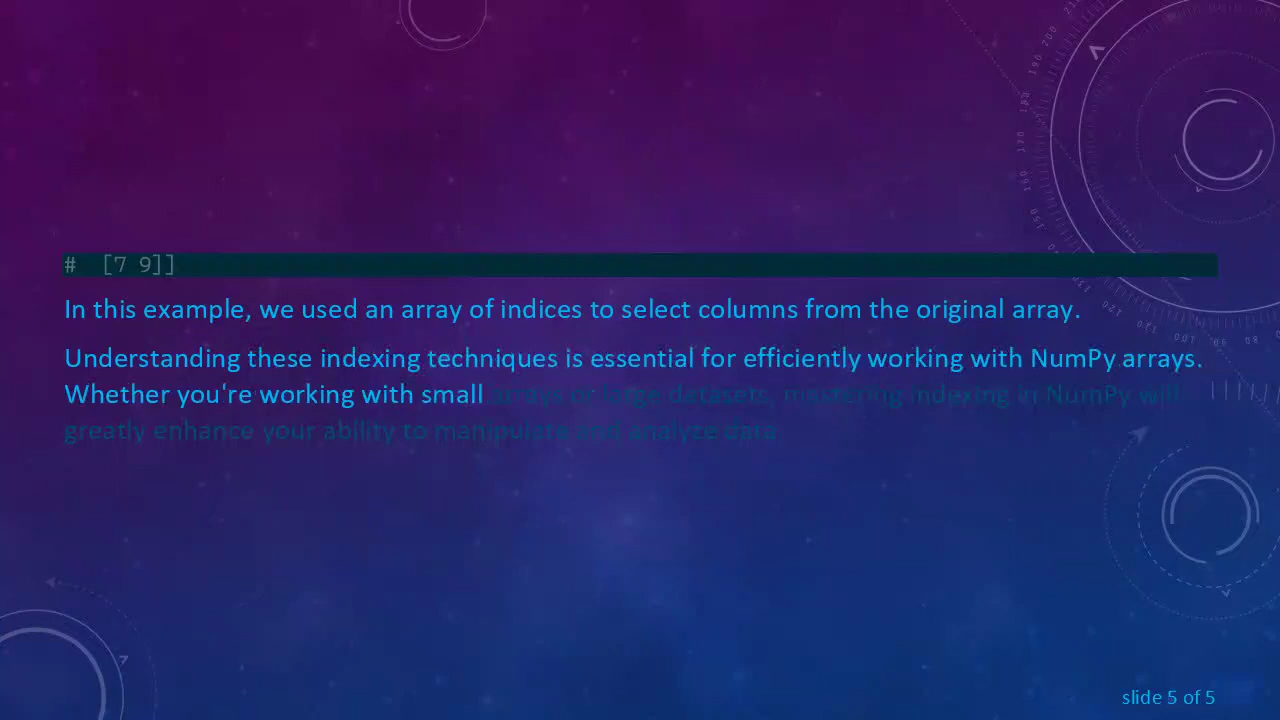 #  [7 9]]
In this example, we used an array of indices to select columns from the original array.
Understanding these indexing techniques is essential for efficiently working with NumPy arrays.
Whether you're working with small arrays or large datasets, mastering indexing in NumPy will
greatly enhance your ability to manipulate and analyze data
slide 5 of 5